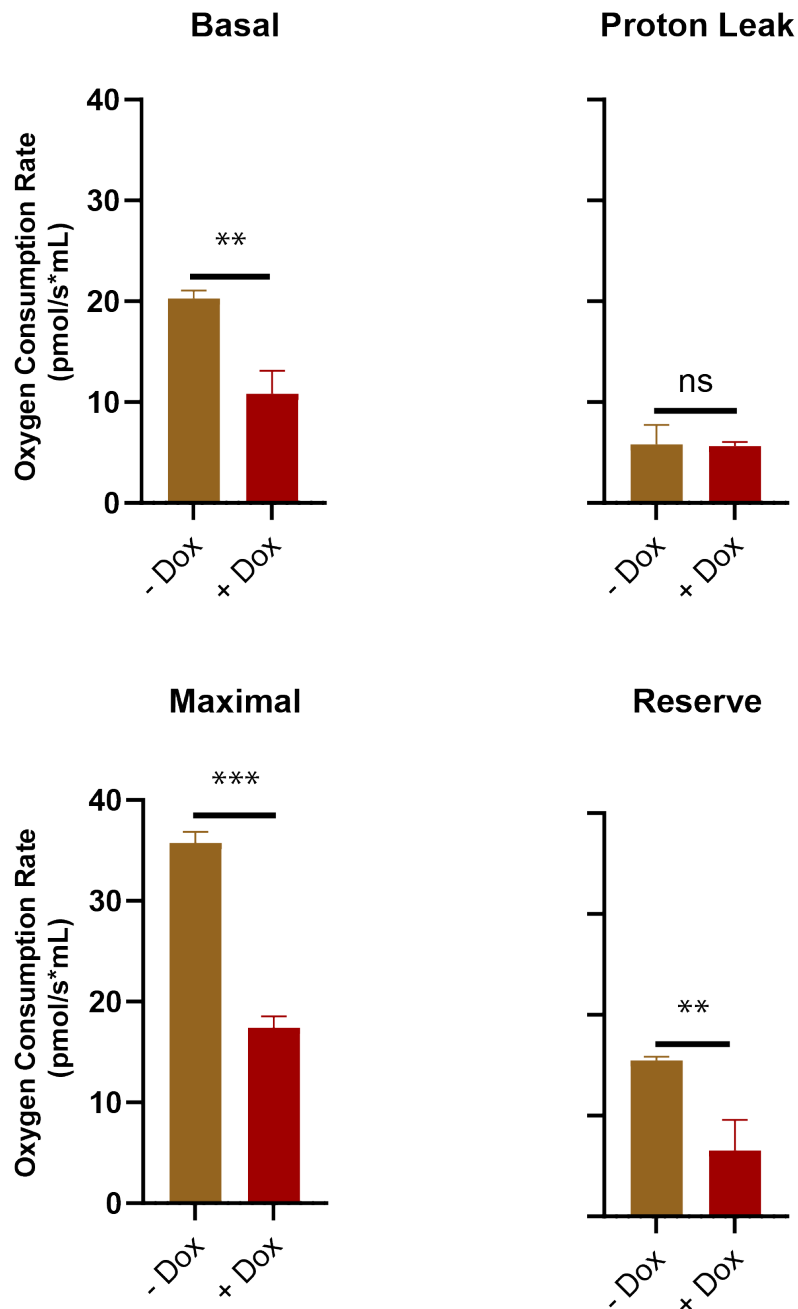 Basal
Proton Leak
Oxygen Consumption Rate
(pmol/s*mL)
40
30
20
10
0
**
- Dox
+ Dox
ns
- Dox
+ Dox
Maximal
Reserve
Oxygen Consumption Rate
(pmol/s*mL)
40
30
20
10
0
***
- Dox
+ Dox
**
- Dox
+ Dox